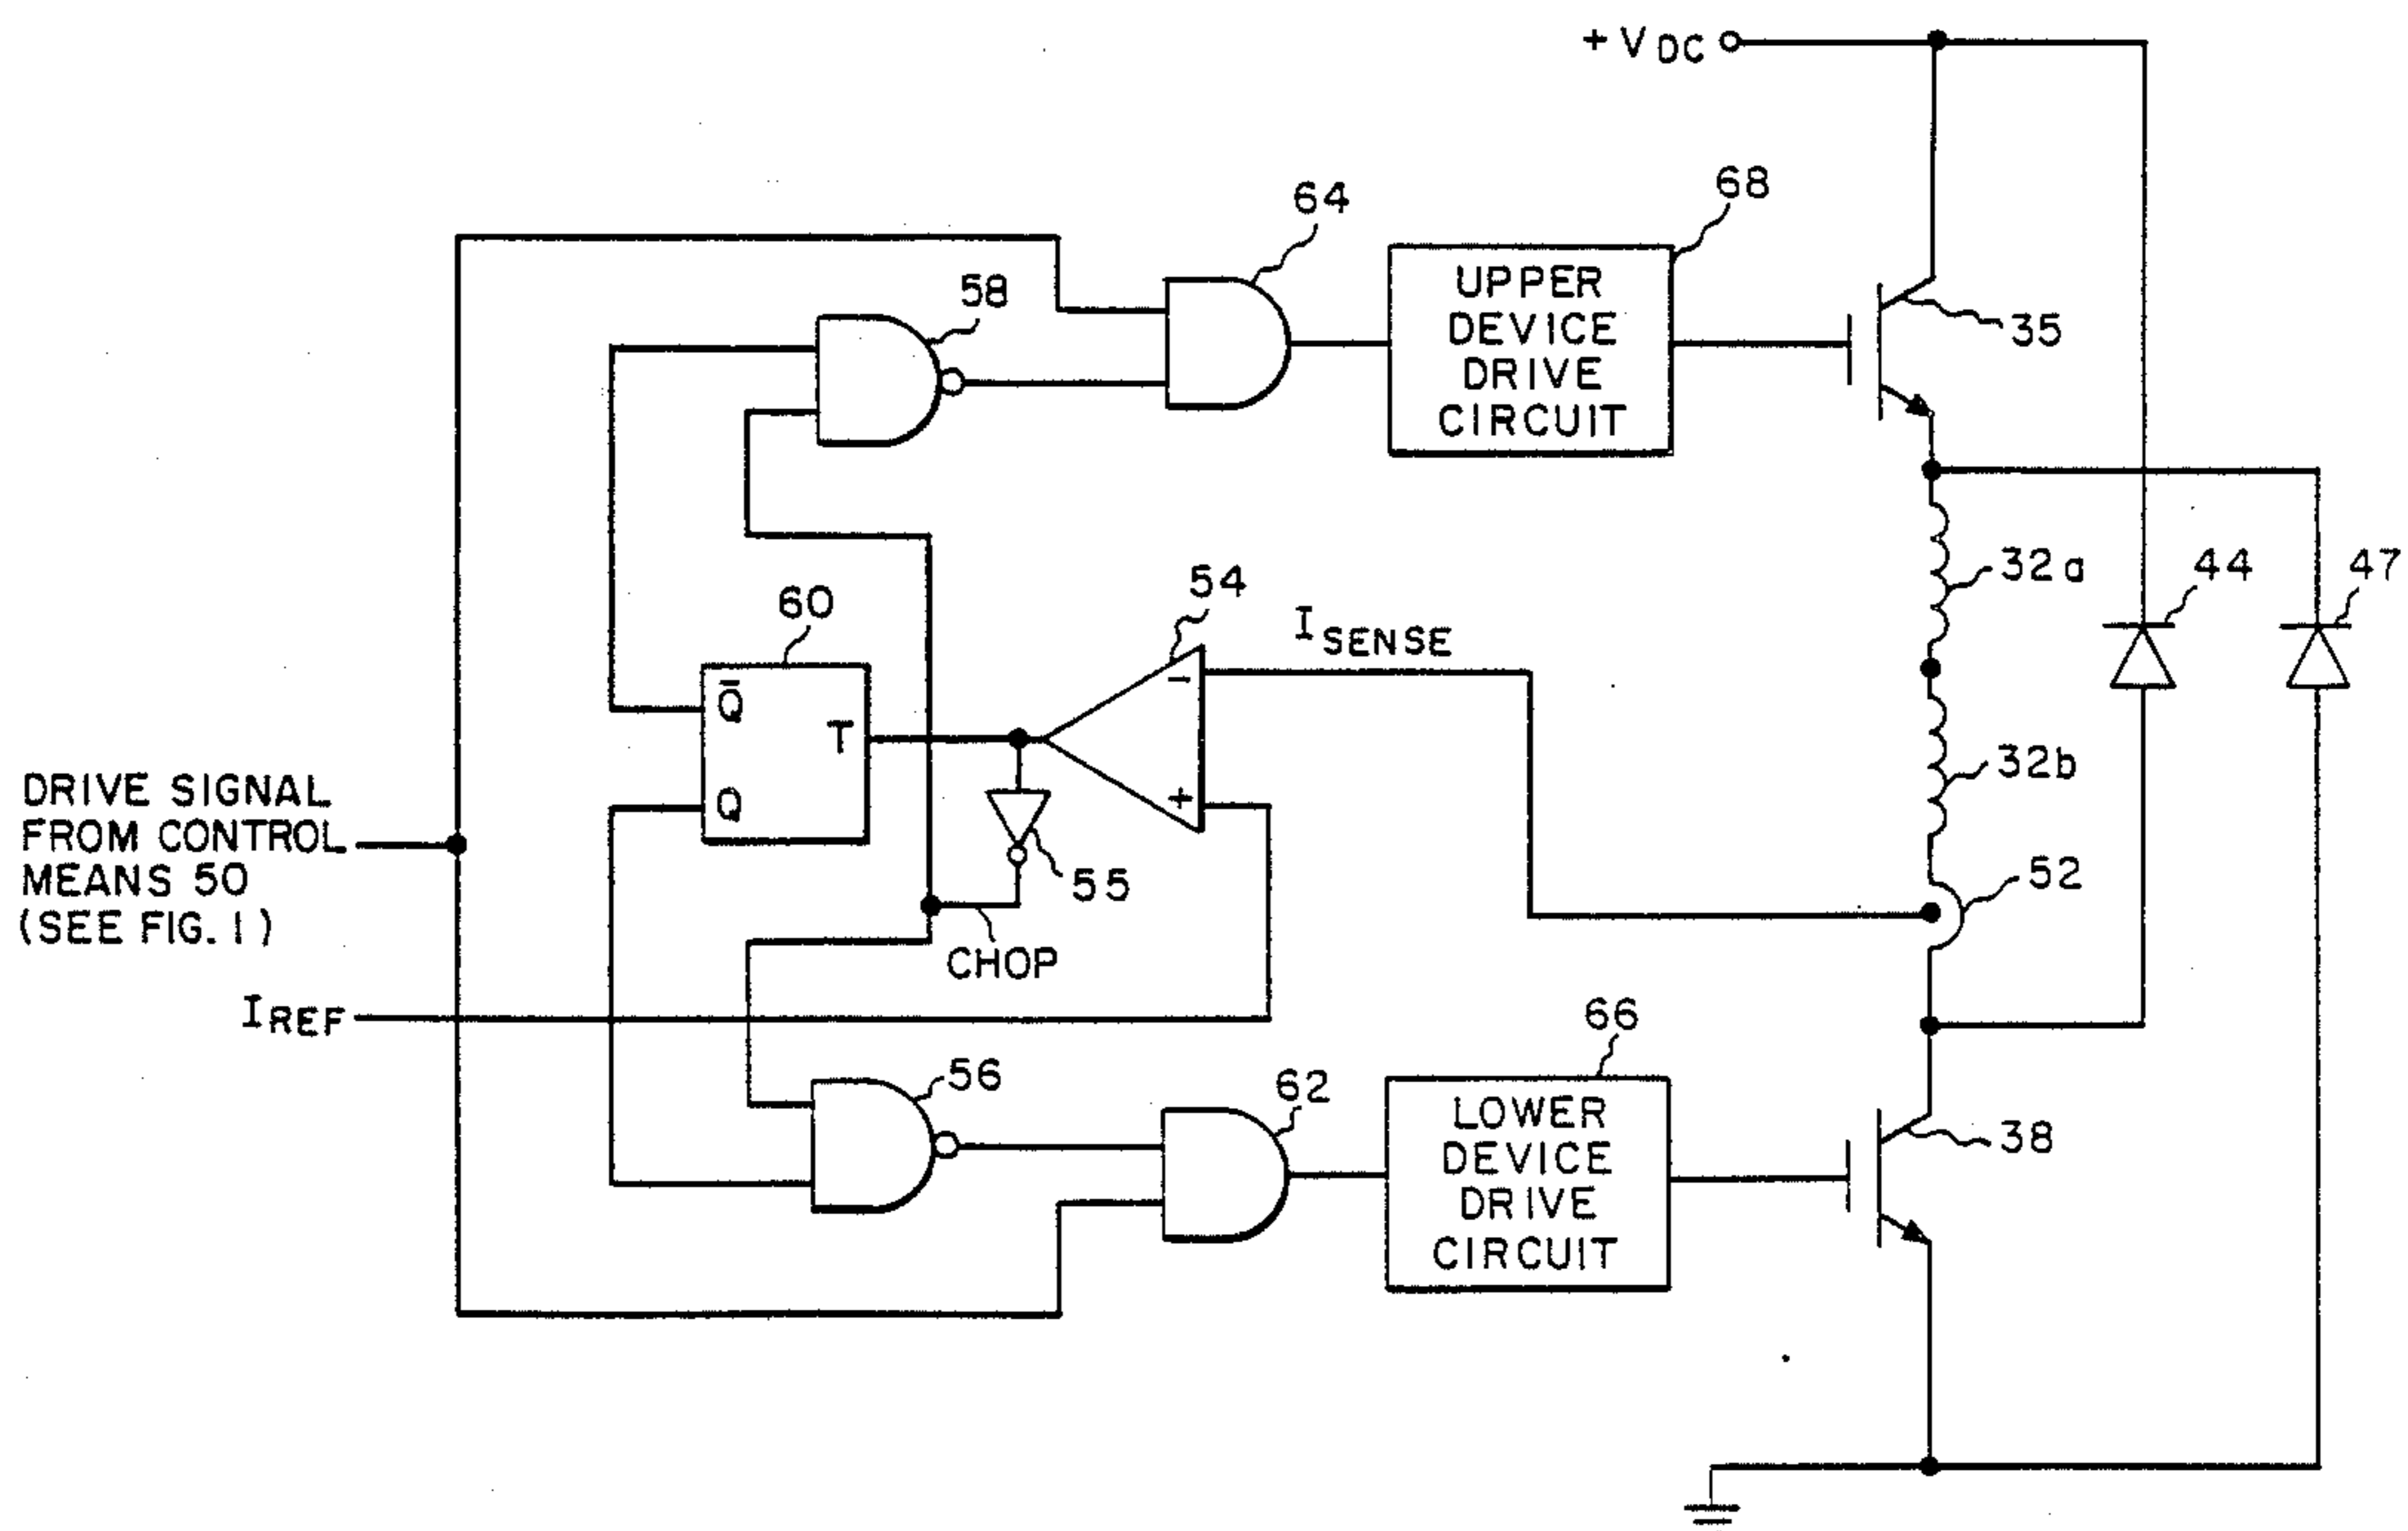 + VDC
64
68
58
UPPER
DEVICE
DRIVE
CIRCUIT
35
60
54
ISENSE
32a
44
47
Q̄
T
Q
32b
DRIVE SIGNAL
FROM CONTROL
MEANS 50
(SEE FIG. 1)
55
52
CHOP
-
+
IREF
66
56
62
LOWER
DEVICE
DRIVE
CIRCUIT
38